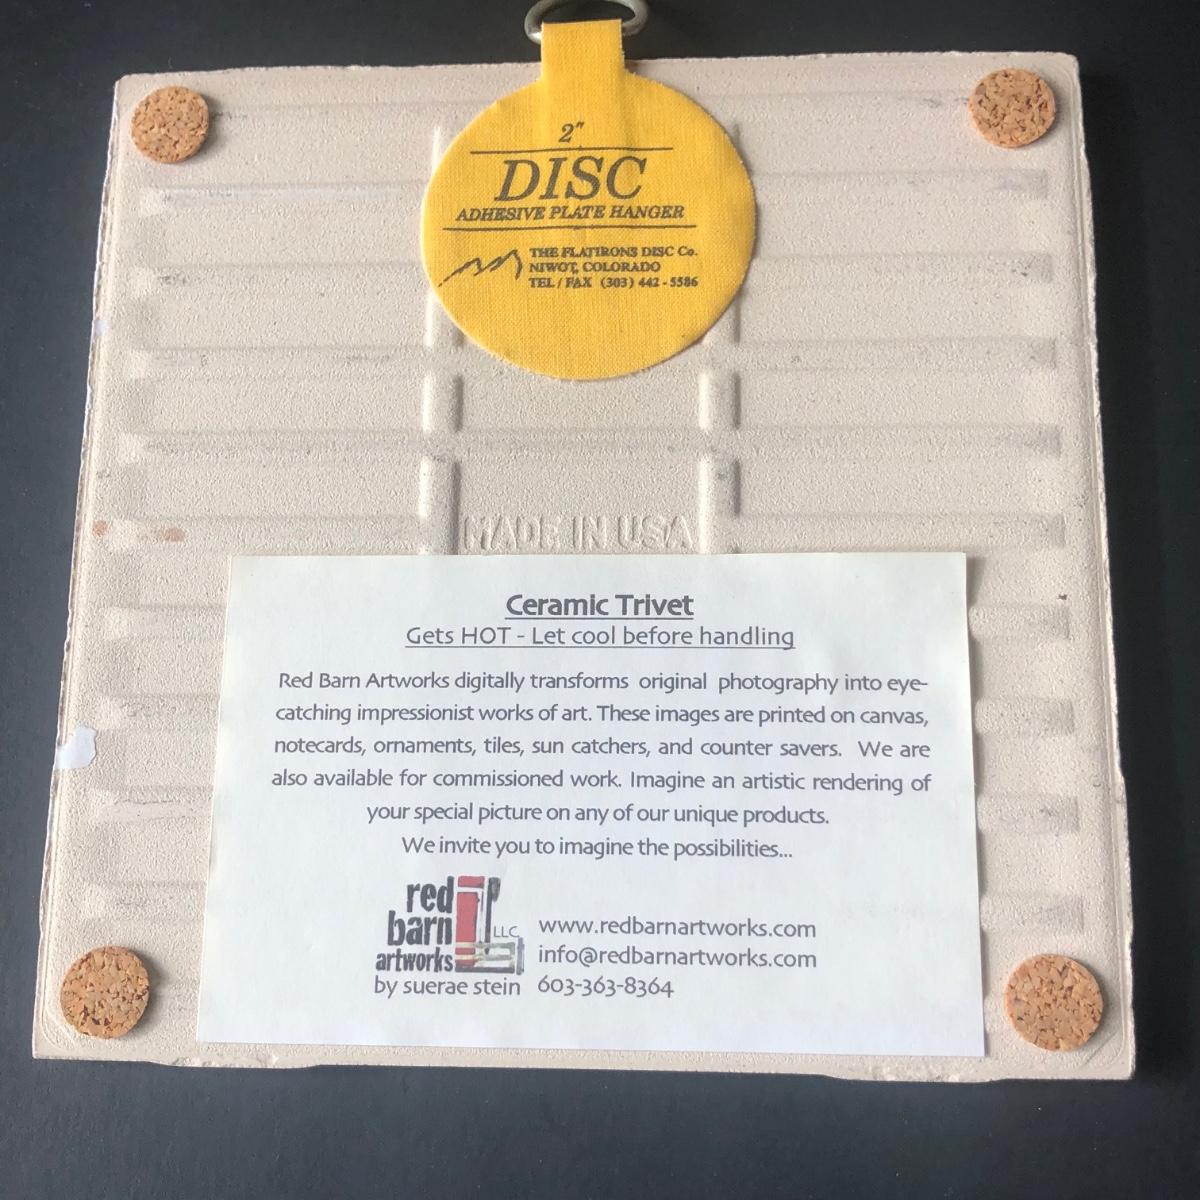 2"
DISC
ADHESIVE PLATE HANGER
THE FLATIRONS DISC Co.
NIWOT, COLORADO
TEL / FAX (303) 442-5586
MADE IN USA
Ceramic Trivet
Gets HOT - Let cool before handling
Red Barn Artworks digitally transforms original photography into eye-
catching impressionist works of art. These images are printed on canvas,
notecards, ornaments, tiles, sun catchers, and counter savers. We are
also available for commissioned work. Imagine an artistic rendering of
your special picture on any of our unique products.
We invite you to imagine the possibilities...
red
barn
artworks
LLC
by suerae stein
www.redbarnartworks.com
info@redbarnartworks.com
603-363-8364